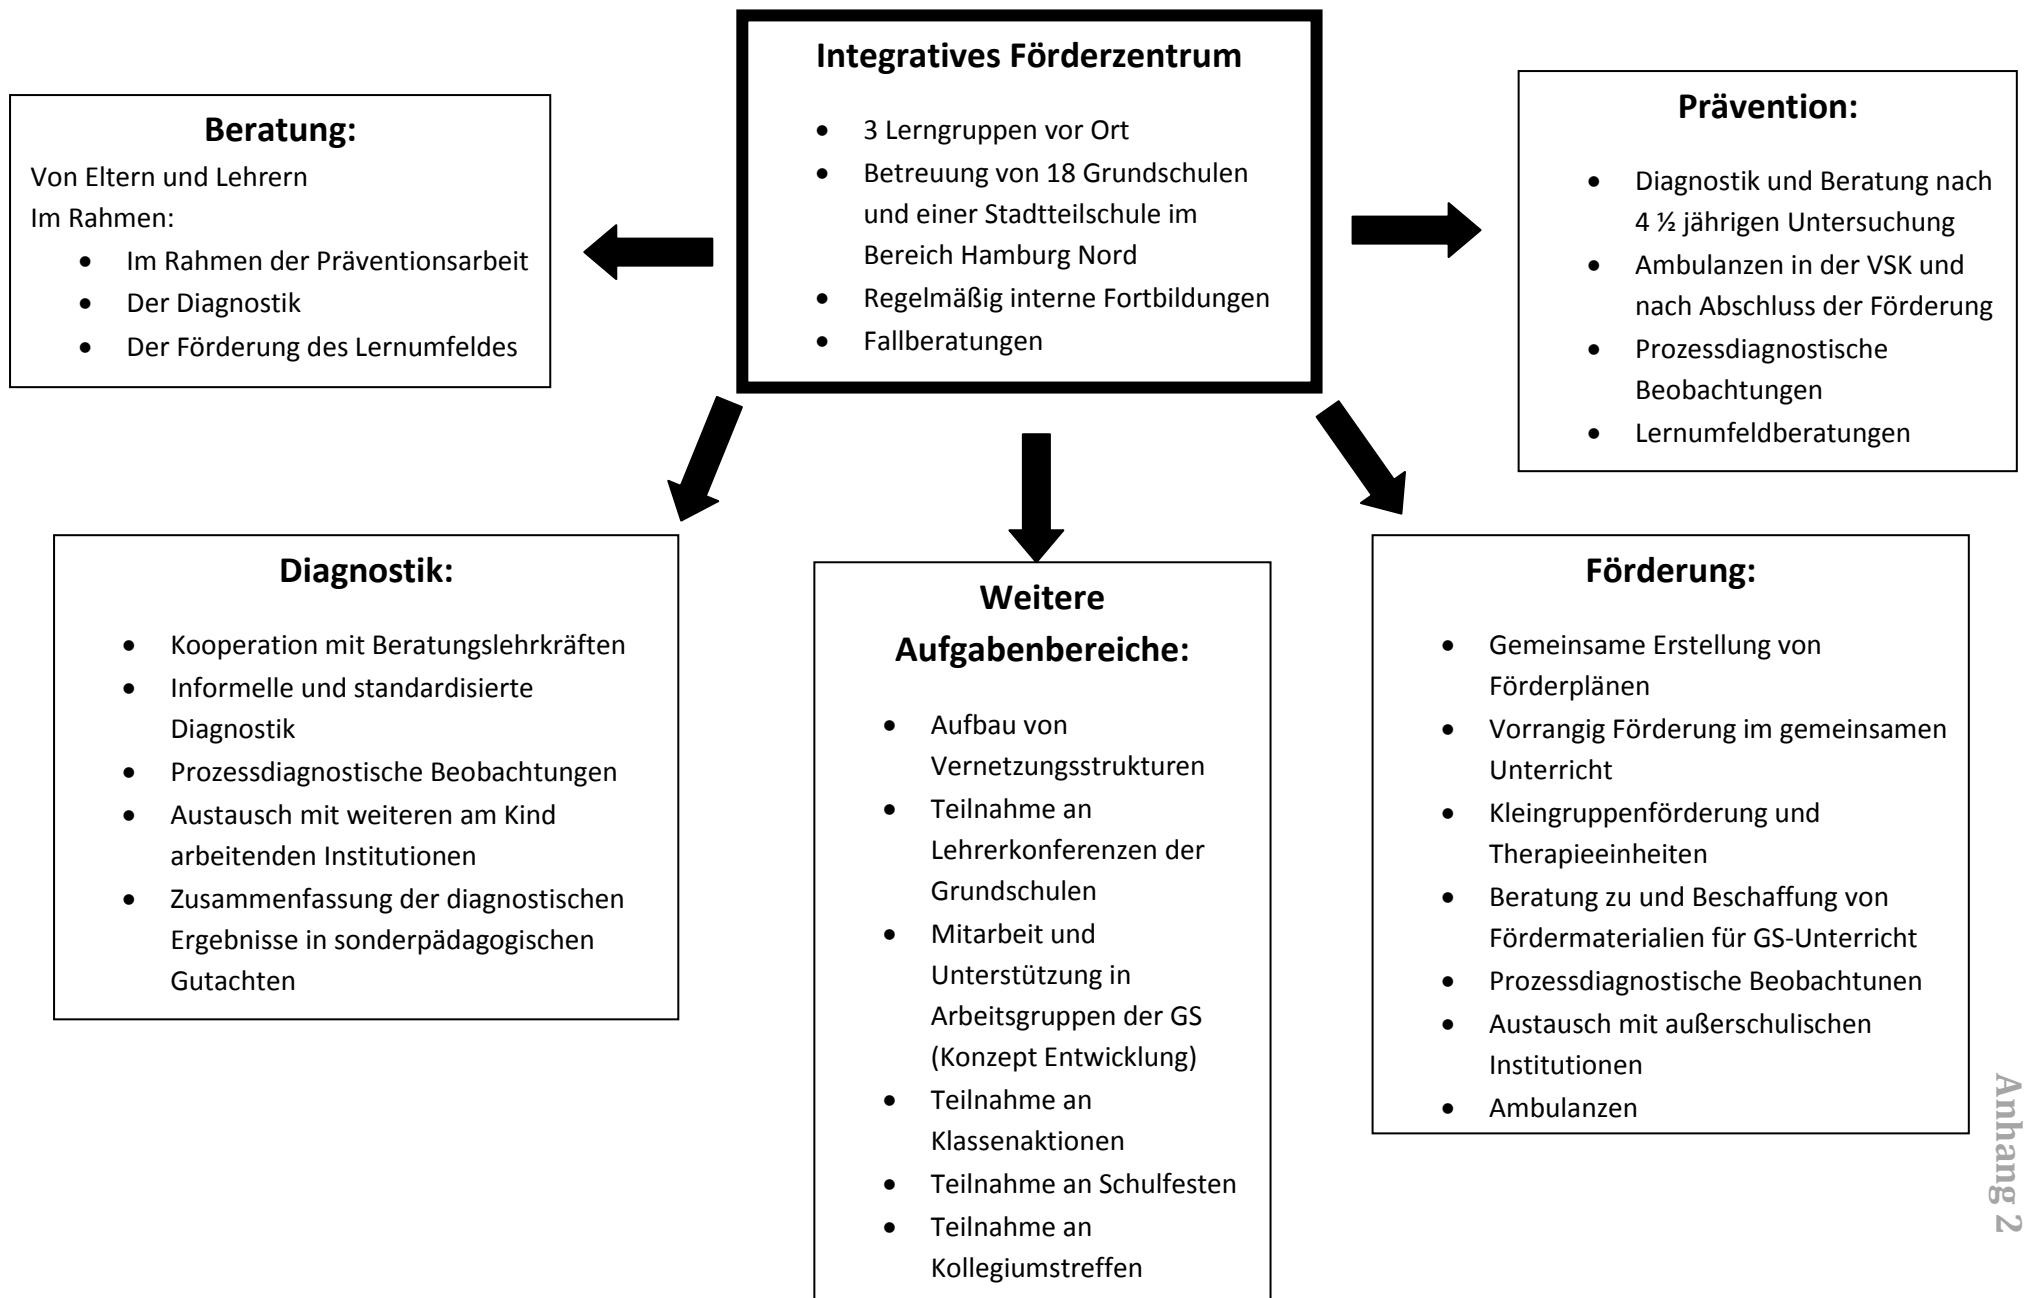 Integratives Förderzentrum
• 3 Lerngruppen vor Ort
• Betreuung von 18 Grundschulen
und einer Stadtteilschule im
Bereich Hamburg Nord
• Regelmäßig interne Fortbildungen
• Fallberatungen
Beratung:
Von Eltern und Lehrern
Im Rahmen:
• Im Rahmen der Präventionsarbeit
• Der Diagnostik
• Der Förderung des Lernumfeldes
Prävention:
• Diagnostik und Beratung nach
4 ½ jährigen Untersuchung
• Ambulanzen in der VSK und
nach Abschluss der Förderung
• Prozessdiagnostische
Beobachtungen
• Lernumfeldberatungen
Diagnostik:
• Kooperation mit Beratungslehrkräften
• Informelle und standardisierte
Diagnostik
• Prozessdiagnostische Beobachtungen
• Austausch mit weiteren am Kind
arbeitenden Institutionen
• Zusammenfassung der diagnostischen
Ergebnisse in sonderpädagogischen
Gutachten
Weitere
Aufgabenbereiche:
• Aufbau von
Vernetzungsstrukturen
• Teilnahme an
Lehrerkonferenzen der
Grundschulen
• Mitarbeit und
Unterstützung in
Arbeitsgruppen der GS
(Konzept Entwicklung)
• Teilnahme an
Klassenaktionen
• Teilnahme an Schulfesten
• Teilnahme an
Kollegiumstreffen
Förderung:
• Gemeinsame Erstellung von
Förderplänen
• Vorrangig Förderung im gemeinsamen
Unterricht
• Kleingruppenförderung und
Therapieeinheiten
• Beratung zu und Beschaffung von
Fördermaterialien für GS-Unterricht
• Prozessdiagnostische Beobachtunen
• Austausch mit außerschulischen
Institutionen
• Ambulanzen
Anhang 2